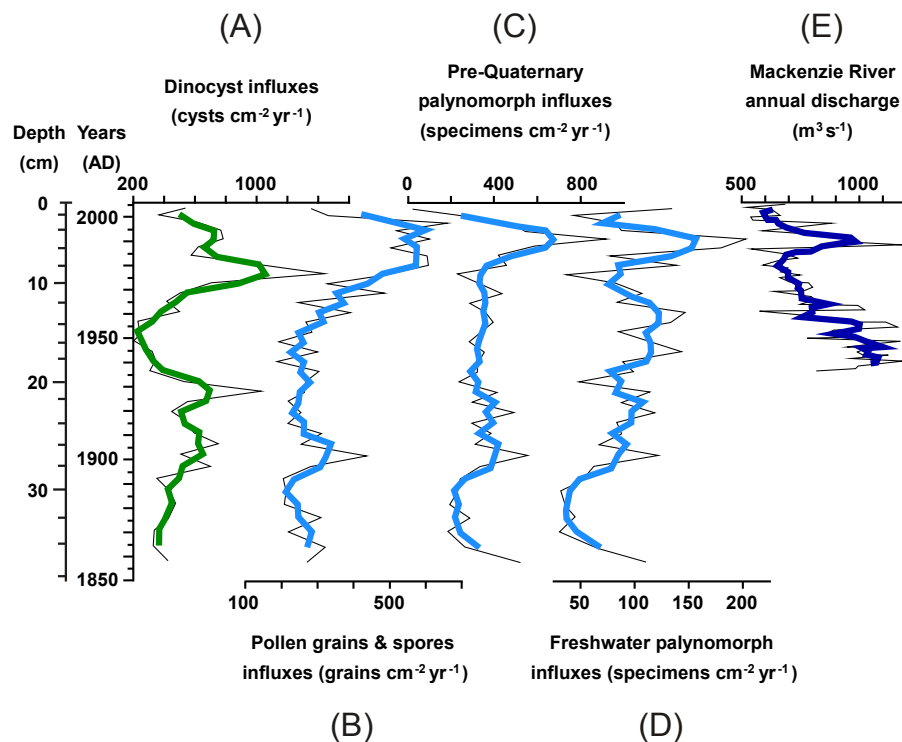 (A) (C) (E)
Dinocyst influxes
(cysts cm-2 yr-1)
Pre-Quaternary
palynomorph influxes
(specimens cm-2 yr-1)
Mackenzie River
annual discharge
(m3 s-1)
Depth
(cm)
Years
(AD)
200 1000
0 400 800
500 1000
0
10
20
30
2000
1950
1900
1850
100 500
50 100 150 200
Pollen grains & spores
influxes (grains cm-2 yr-1)
Freshwater palynomorph
influxes (specimens cm-2 yr-1)
(B) (D)